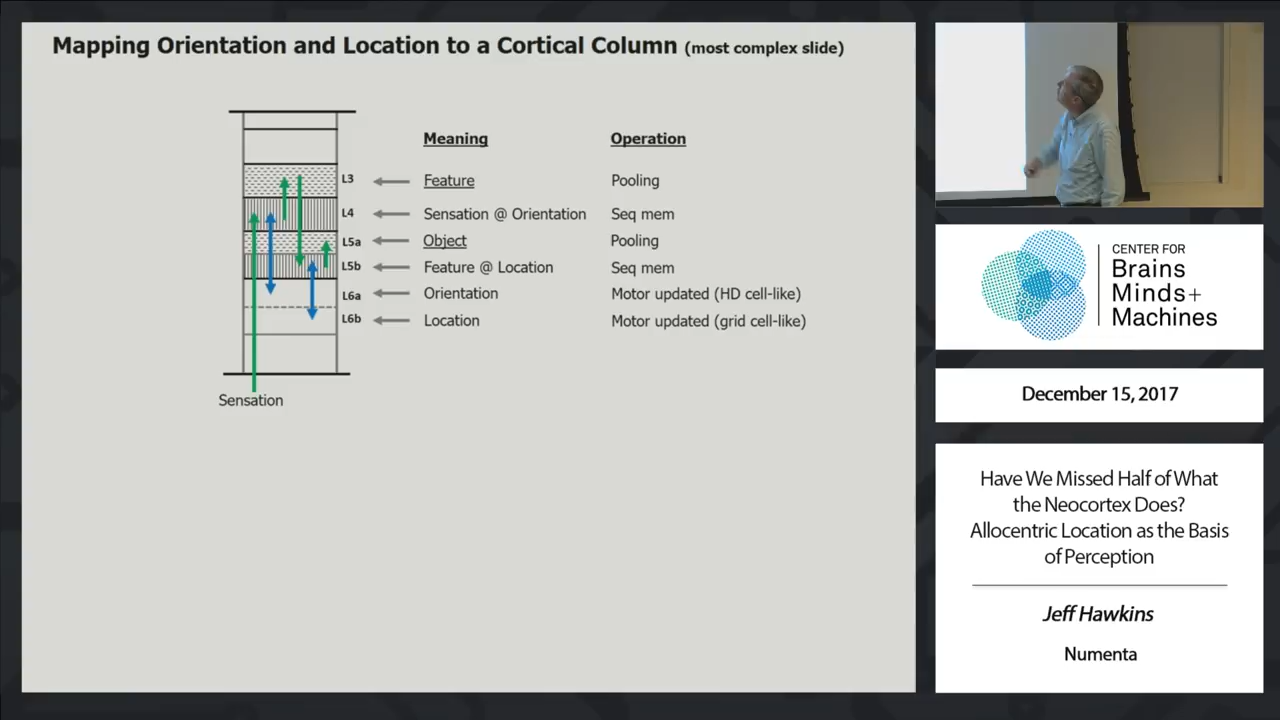 Mapping Orientation and Location to a Cortical Column (most complex slide)
Meaning Operation
L3 Feature Pooling
L4 Sensation @ Orientation Seq mem
L5a Object Pooling
L5b Feature @ Location Seq mem
L6a Orientation Motor updated (HD cell-like)
L6b Location Motor updated (grid cell-like)
Sensation
CENTER FOR
Brains
Minds+
Machines
December 15, 2017
Have We Missed Half of What
the Neocortex Does?
Allocentric Location as the Basis
of Perception
Jeff Hawkins
Numenta